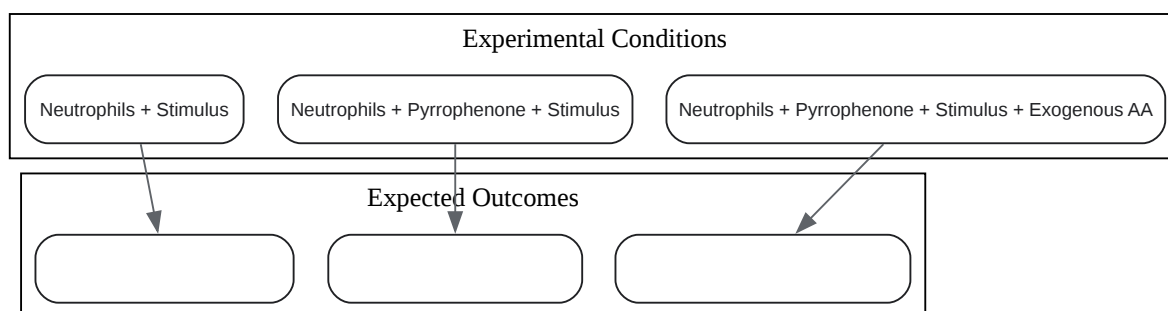 Experimental Conditions
Neutrophils + Stimulus
Neutrophils + Pyrrophenone + Stimulus
Neutrophils + Pyrrophenone + Stimulus + Exogenous AA
Expected Outcomes